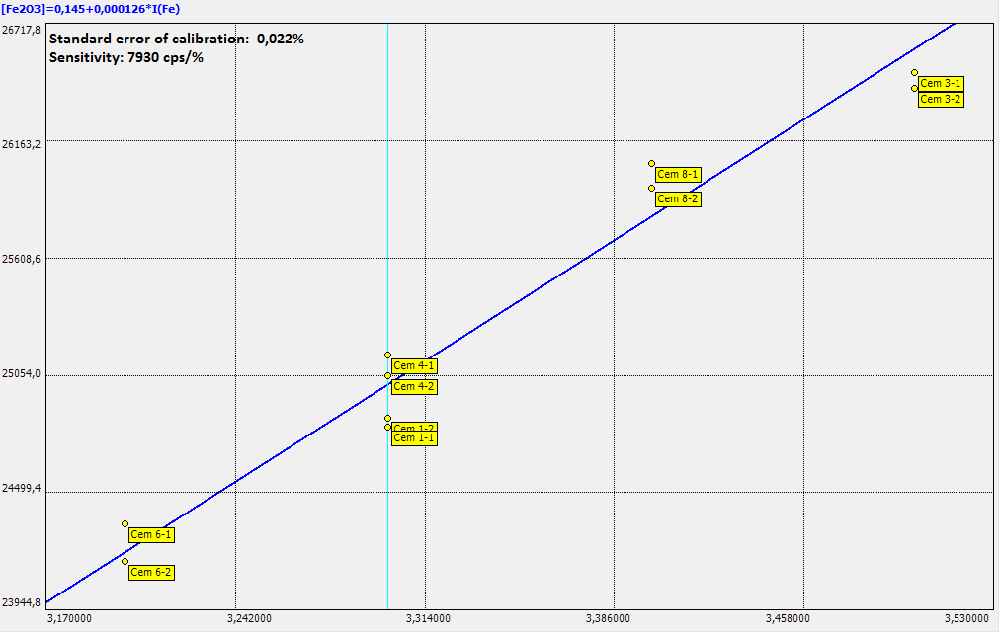 [Fe2O3]=0,145+0,000126*I(Fe)
26717,8
Standard error of calibration: 0,022%
Sensitivity: 7930 cps/%
Cem 3-1
Cem 3-2
26163,2
Cem 8-1
Cem 8-2
25608,6
Cem 4-1
25054,0
Cem 4-2
Cem 1-2
Cem 1-1
24499,4
Cem 6-1
Cem 6-2
23944,8
3,170000 3,242000 3,314000 3,386000 3,458000 3,530000